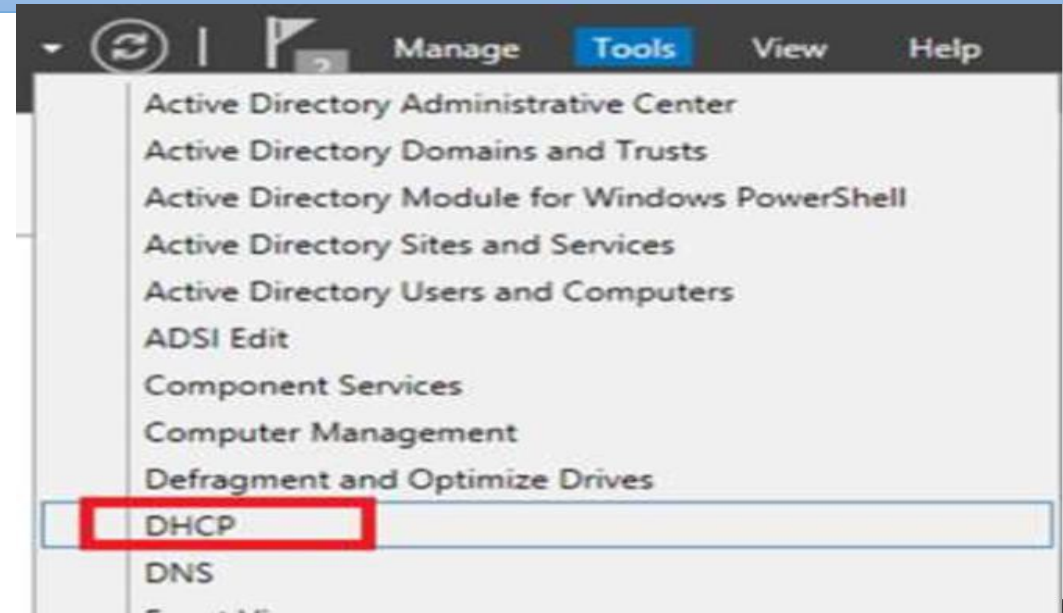 Manage Tools View Help
Active Directory Administrative Center
Active Directory Domains and Trusts
Active Directory Module for Windows PowerShell
Active Directory Sites and Services
Active Directory Users and Computers
ADSI Edit
Component Services
Computer Management
Defragment and Optimize Drives
DHCP
DNS